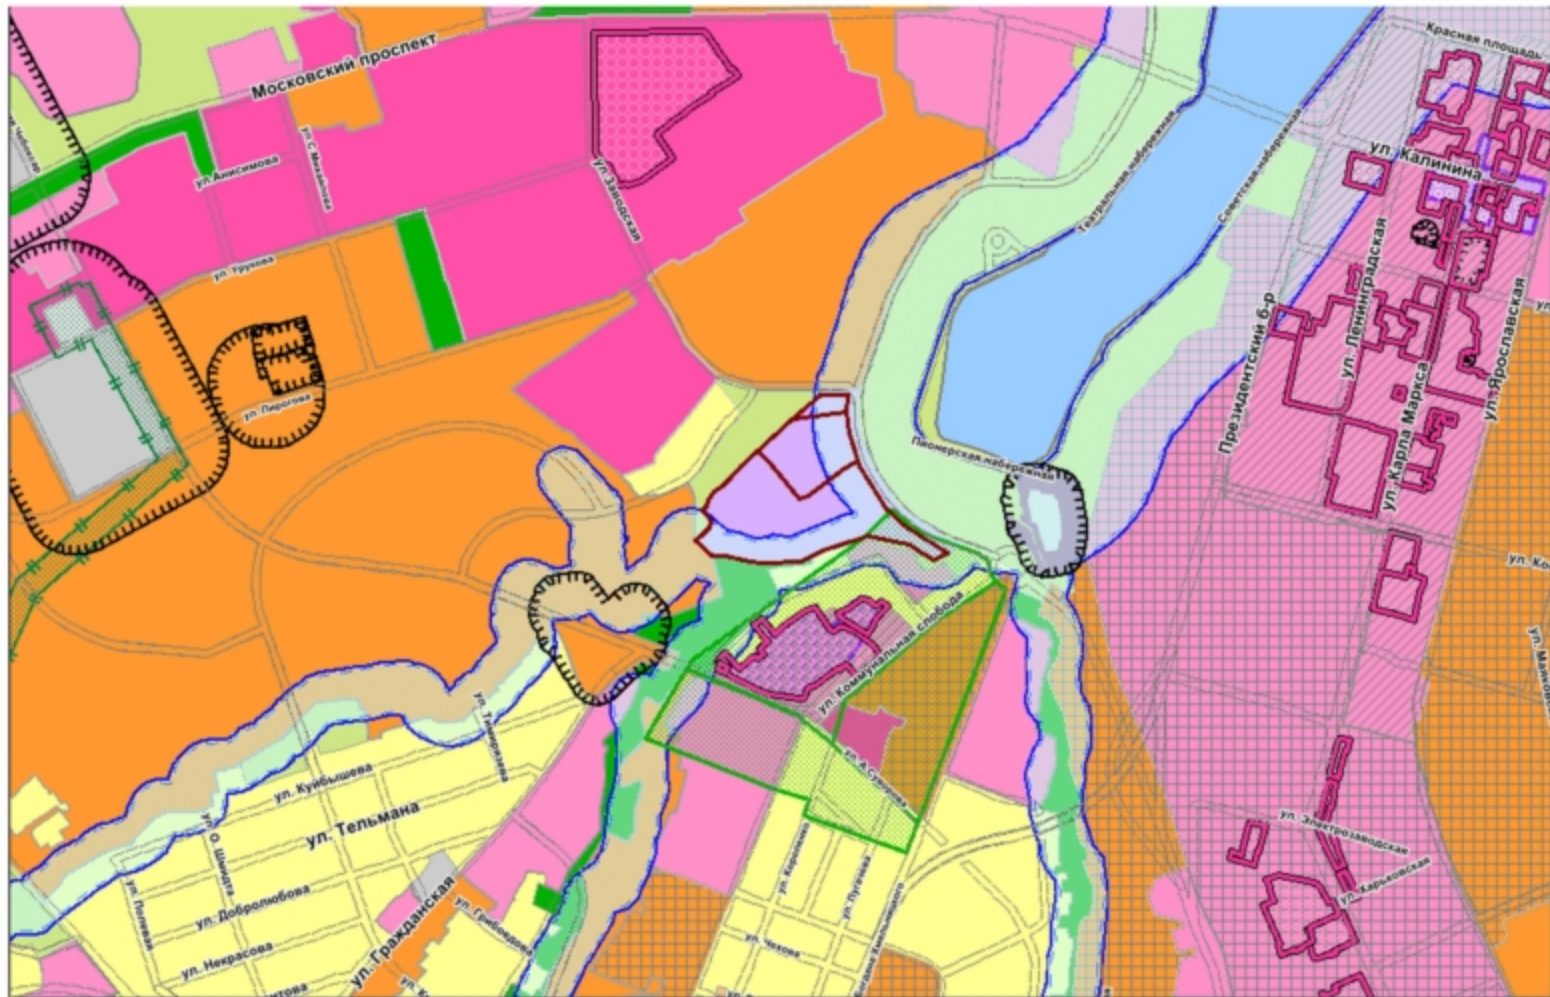 Красная площадь
Московский проспект
ул. Калинина
ул. С. Михайлова
ул. Анисимова
ул. Заводская
Театральная набережная
Советская набережная
ул. Урукова
Президентский б-р
ул. Ленинградская
ул. Карла Маркса
ул. Ярославская
ул. Пирогова
Пионерская набережная
ул. Коммунальная слобода
ул. Тимирязева
ул. А.Суворова
ул. Куйбышева
ул. Тельмана
ул. О. Шмидта
ул. Электрозаводская
ул. Харьковская
ул. Короленко
ул. Пугачева
ул. Полевая
ул. Добролюбова
ул. Гражданская
ул. Грибоедова
ул. Чехова
ул. Некрасова